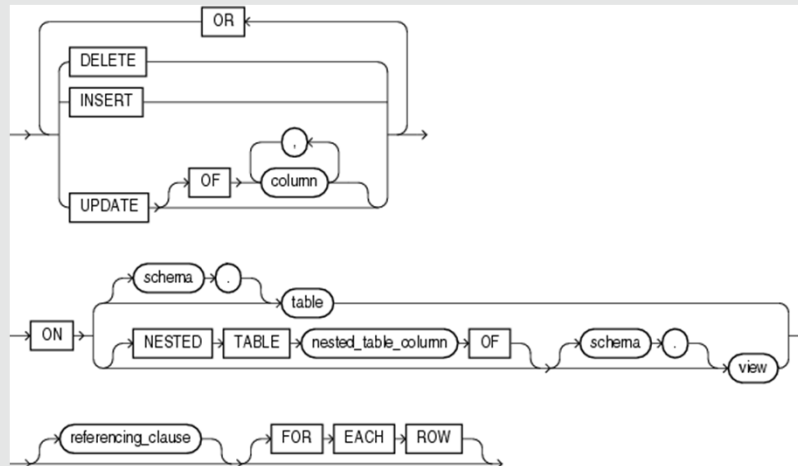 OR
DELETE
INSERT
,
OF column
UPDATE
schema .
table
ON
NESTED TABLE nested_table_column OF schema .
view
referencing_clause FOR EACH ROW